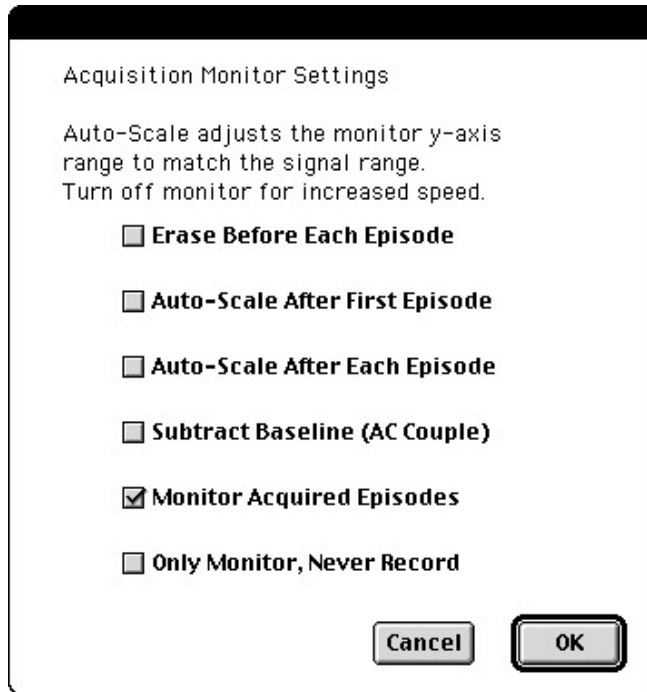 Acquisition Monitor Settings
Auto-Scale adjusts the monitor y-axis
range to match the signal range.
Turn off monitor for increased speed.
Erase Before Each Episode
Auto-Scale After First Episode
Auto-Scale After Each Episode
Subtract Baseline (AC Couple)
Monitor Acquired Episodes
Only Monitor, Never Record
Cancel OK